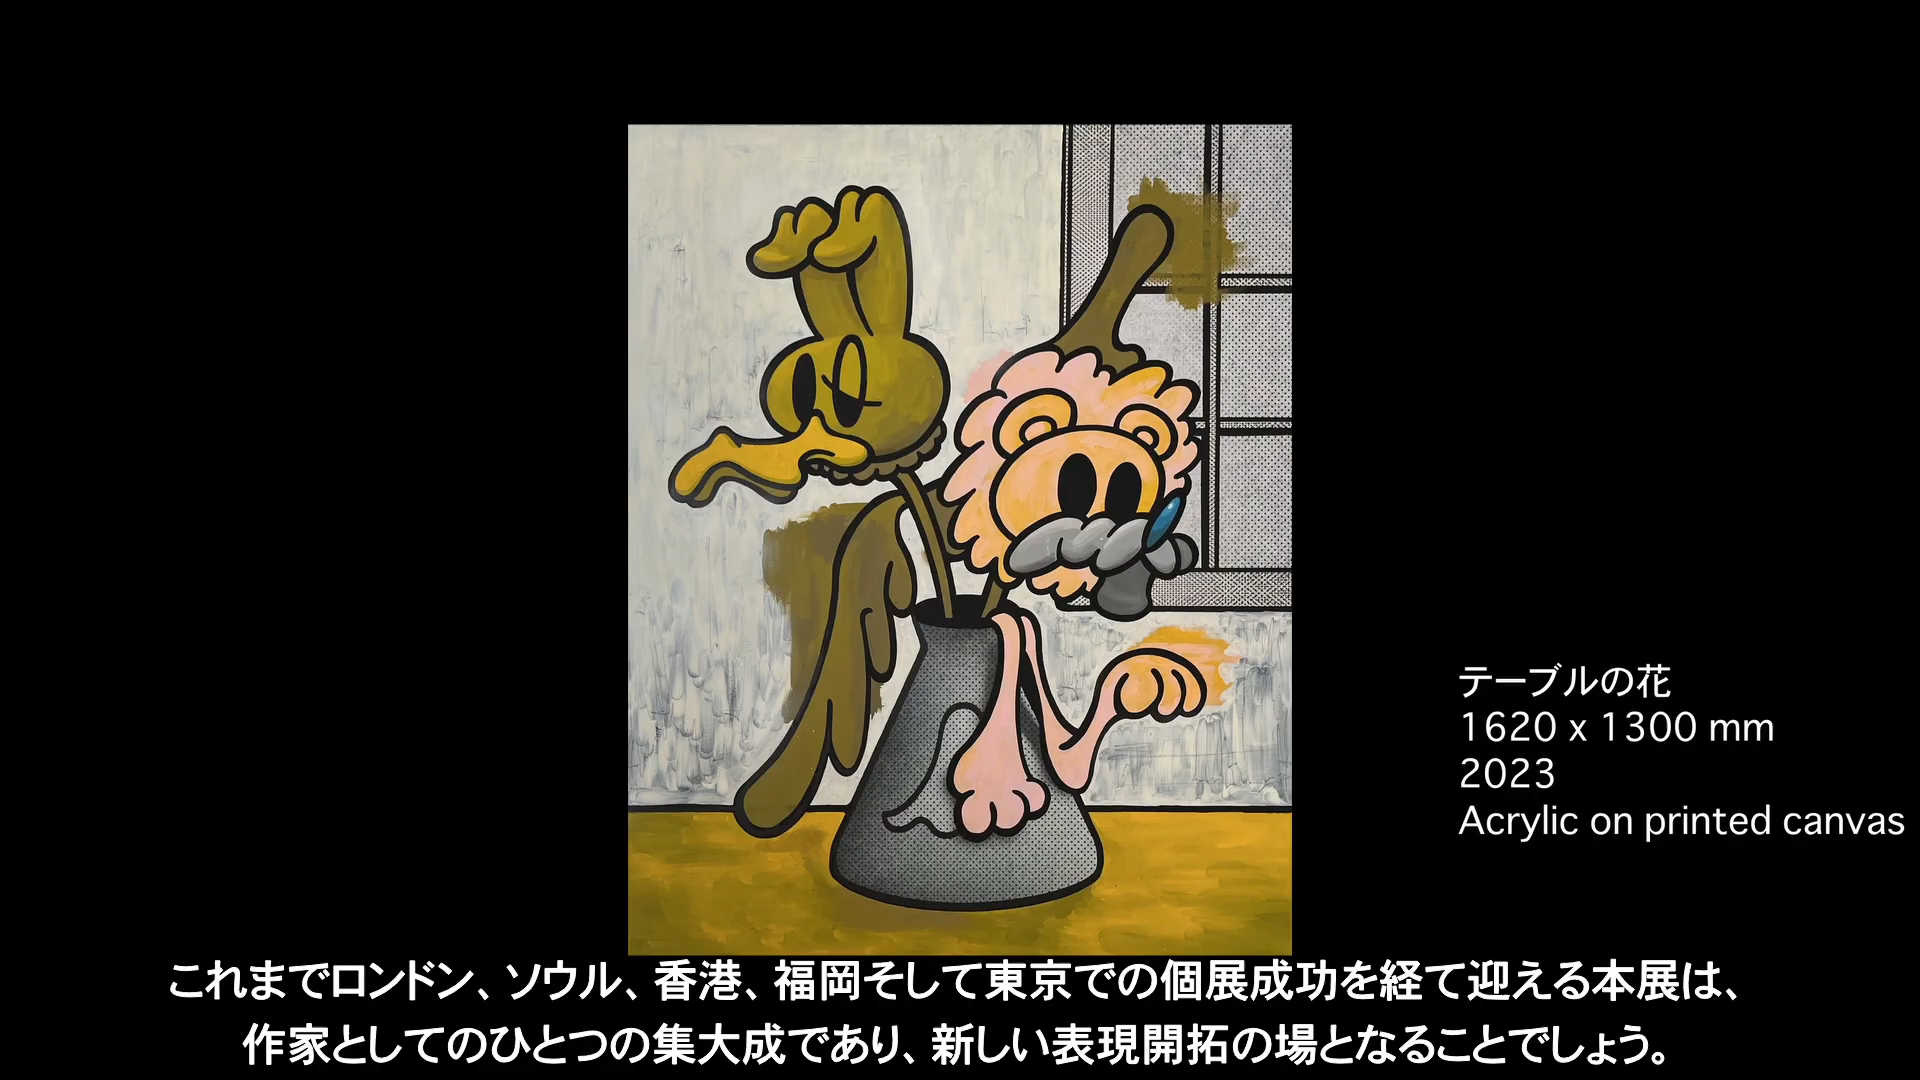 テーブルの花
1620 x 1300 mm
2023
Acrylic on printed canvas
これまでロンドン、ソウル、香港、福岡そして東京での個展成功を経て迎える本展は、
作家としてのひとつの集大成であり、新しい表現開拓の場となることでしょう。